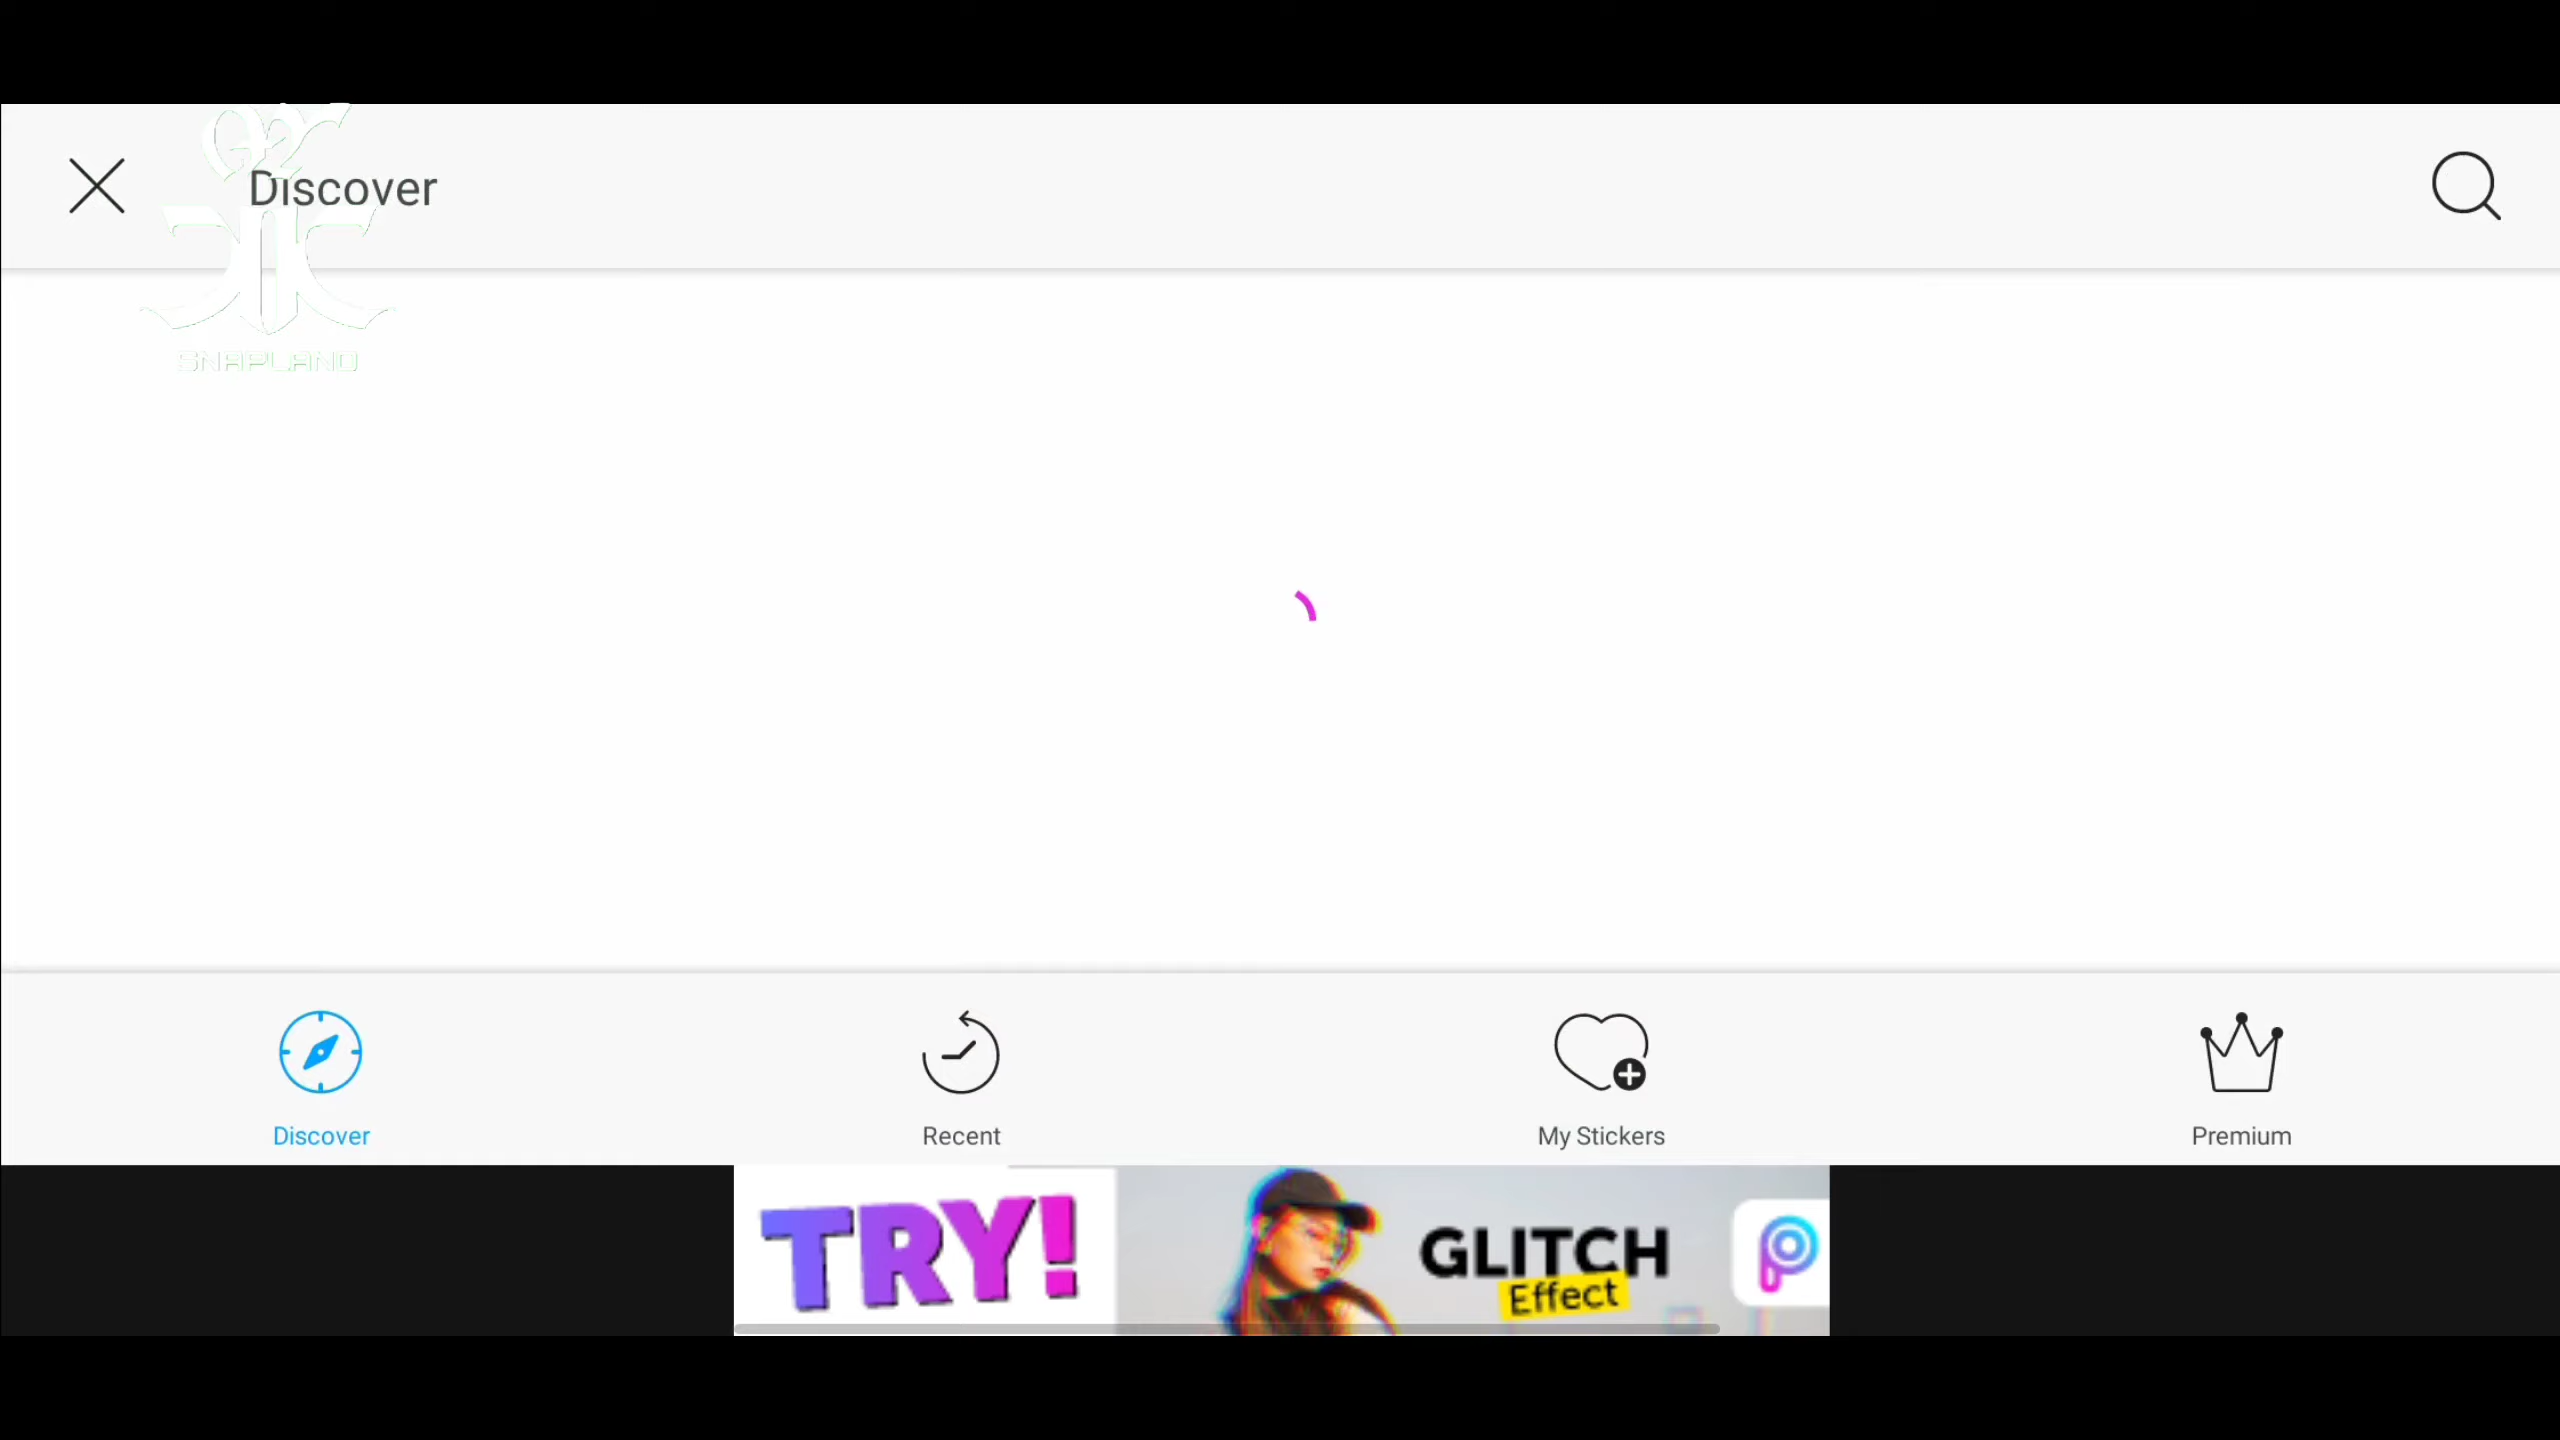 Discover
SNAPLAND
Discover
Recent
My Stickers
Premium
TRY!
GLITCH
Effect